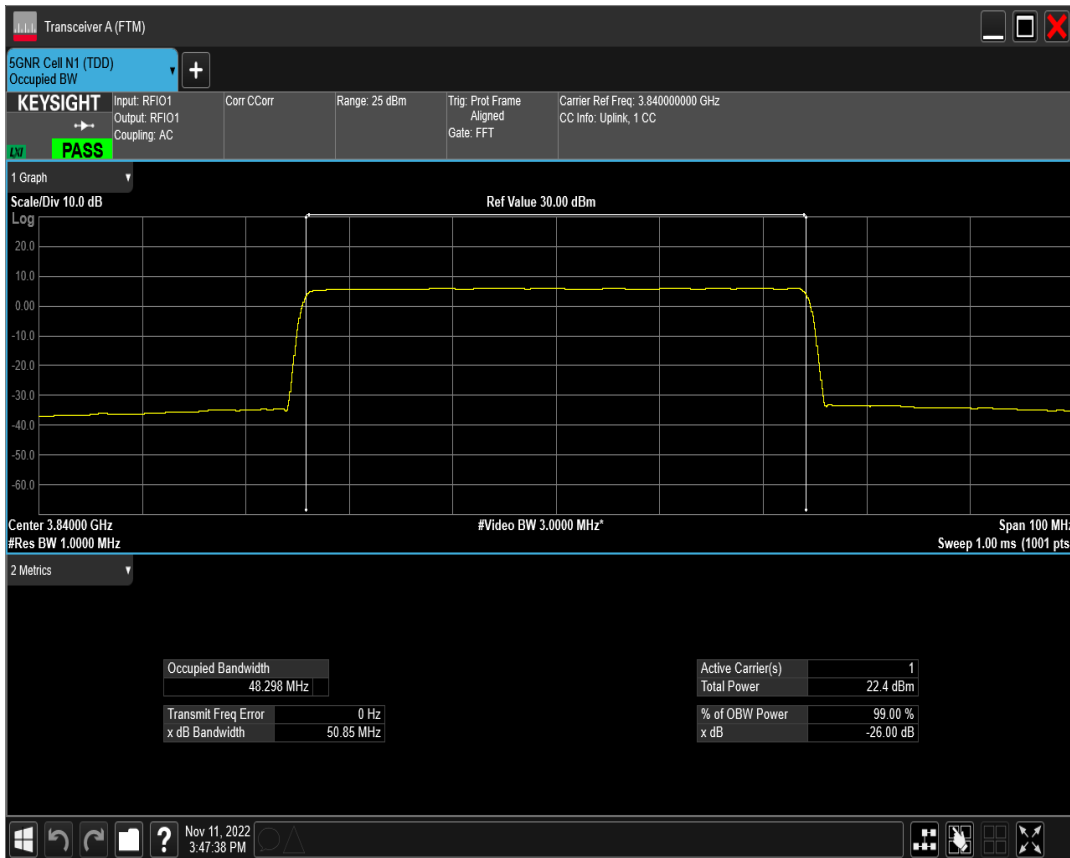 Transceiver A (FTM)
5GNR Cell N1 (TDD)
Occupied BW
+
KEYSIGHT
LXI
PASS
Input: RFIO1
Output: RFIO1
Coupling: AC
Corr CCorr
Range: 25 dBm
Trig: Prot Frame
Aligned
Gate: FFT
Carrier Ref Freq: 3.840000000 GHz
CC Info: Uplink, 1 CC
1 Graph
Scale/Div 10.0 dB
Ref Value 30.00 dBm
Log
20.0
10.0
0.00
-10.0
-20.0
-30.0
-40.0
-50.0
-60.0
Center 3.84000 GHz
#Video BW 3.0000 MHz*
Span 100 MHz
#Res BW 1.0000 MHz
Sweep 1.00 ms (1001 pts
2 Metrics
Occupied Bandwidth
48.298 MHz
Transmit Freq Error 0 Hz
x dB Bandwidth 50.85 MHz
Active Carrier(s) 1
Total Power 22.4 dBm
% of OBW Power 99.00 %
x dB -26.00 dB
?
Nov 11, 2022
3:47:38 PM